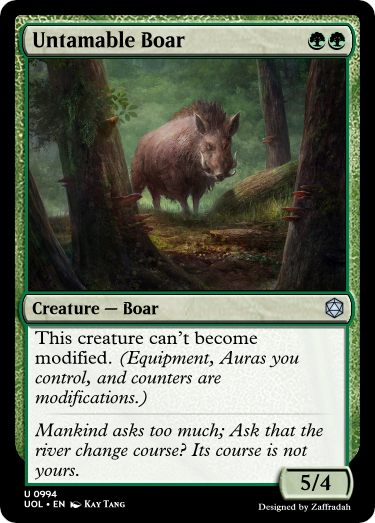 Untamable Boar
Creature — Boar
This creature can't become
modified. (Equipment, Auras you
control, and counters are
modifications.)
Mankind asks too much; Ask that the
river change course? Its course is not
yours.
5/4
U 0994
UOL • EN Kay Tang
Designed by Zaffradah